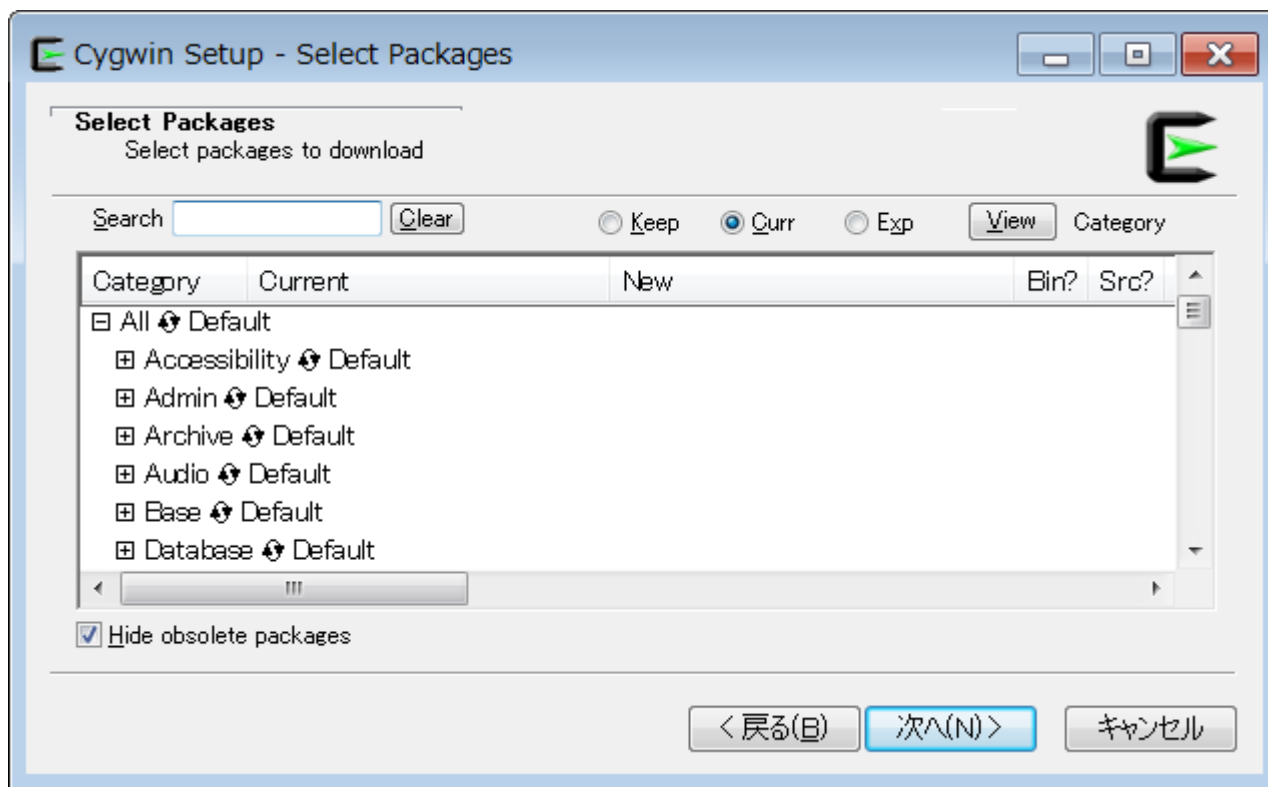 Cygwin Setup - Select Packages
Select Packages
Select packages to download
Search Clear Keep Curr Exp View Category
Category Current New Bin? Src?
All Default
Accessibility Default
Admin Default
Archive Default
Audio Default
Base Default
Database Default
Hide obsolete packages
< 戻る(B) 次へ(N) > キャンセル